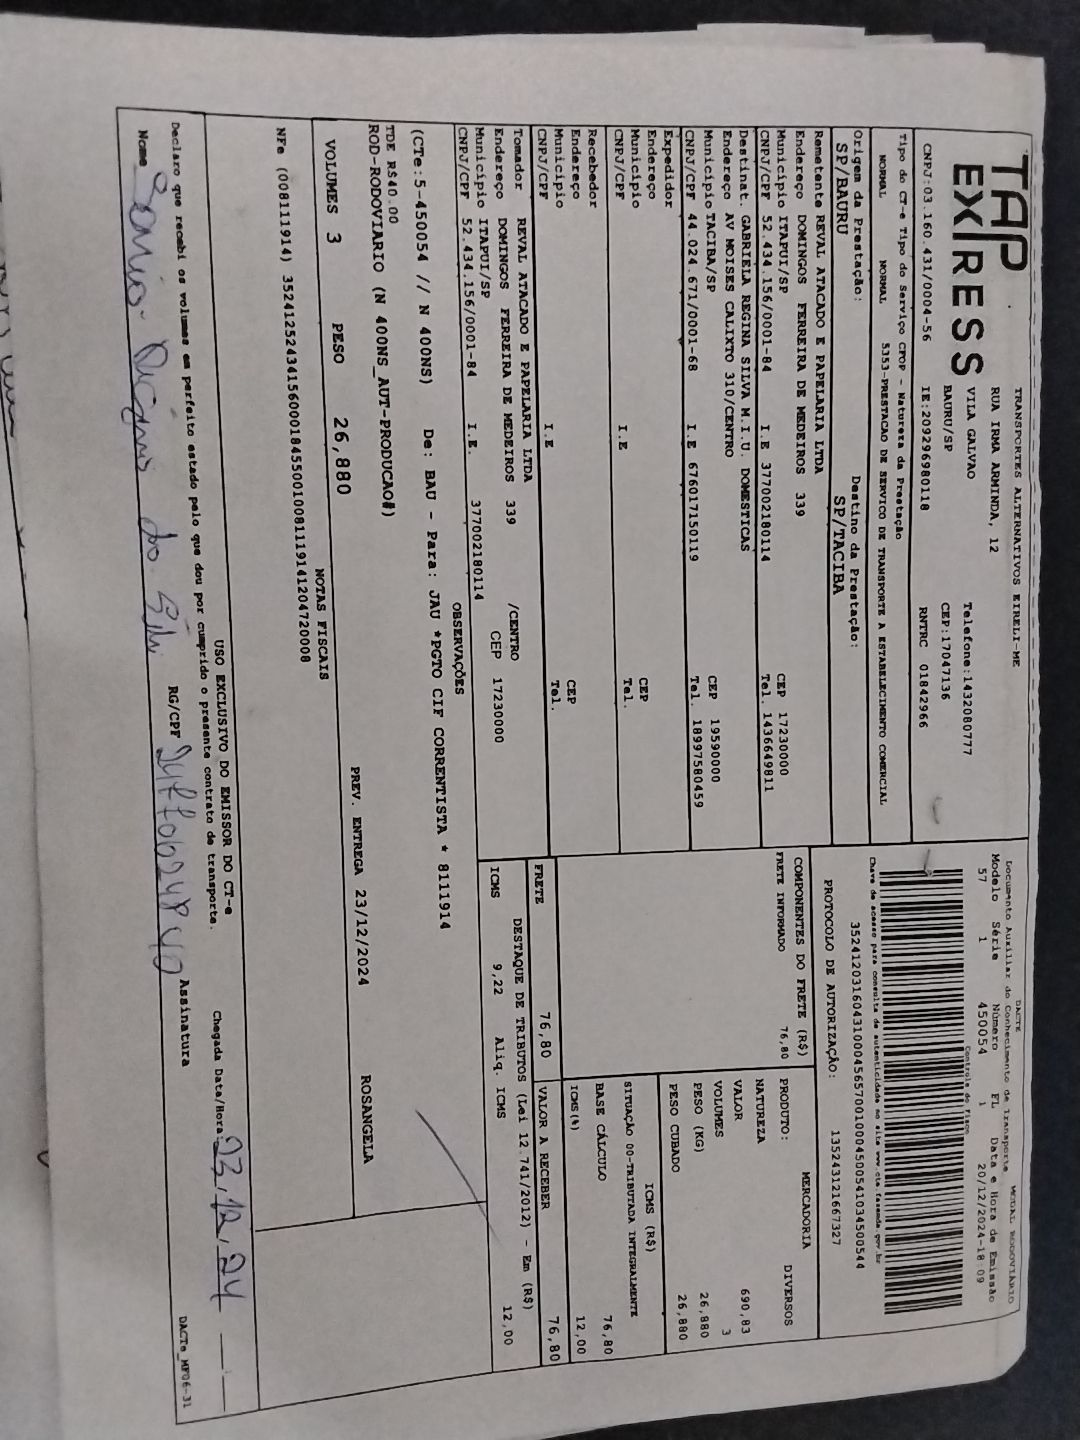 TAP EXPRESS
TRANSPORTES ALTERNATIVOS EIRELI-ME
RUA IRMA ARMINDA, 12
VILA GALVAO Telefone:1432080777
BAURU/SP CEP:17047136
CNPJ:03.160.431/0004-56 IE:209296980118 RNTRC 01842966
Tipo do CT-e Tipo do Serviço CFOP - Natureza da Prestação
NORMAL NORMAL 5353-PRESTACAO DE SERVICO DE TRANSPORTE A ESTABELECIMENTO COMERCIAL
Origem da Prestação: Destino da Prestação:
SP/BAURU SP/TACIBA
Remetente REVAL ATACADO E PAPELARIA LTDA
Endereço DOMINGOS FERREIRA DE MEDEIROS 339
Município ITAPUI/SP CEP 17230000
CNPJ/CPF 52.434.156/0001-84 I.E 377002180114 Tel. 1436649811
Destinat. GABRIELA REGINA SILVA M.I.U. DOMESTICAS
Endereço AV MOISES CALIXTO 310/CENTRO
Município TACIBA/SP CEP 19590000
CNPJ/CPF 44.024.671/0001-68 I.E 676017150119 Tel. 18997580459
Expedidor
Endereço
Município CEP
CNPJ/CPF I.E Tel.
Recebedor
Endereço
Município CEP
CNPJ/CPF I.E Tel.
Tomador REVAL ATACADO E PAPELARIA LTDA
Endereço DOMINGOS FERREIRA DE MEDEIROS 339 /CENTRO
Município ITAPUI/SP CEP 17230000
CNPJ/CPF 52.434.156/0001-84 I.E. 377002180114
DACTE MODAL RODOVIÁRIO
Documento Auxiliar do Conhecimento de Transporte
Modelo Série Número FL Data e Hora de Emissão
57 1 450054 1 20/12/2024-18:09
Controle do Fisco
Chave de acesso para consulta de autenticidade no site www.cte.fazenda.gov.br
35241203160431000456570010004500541034500544
PROTOCOLO DE AUTORIZAÇÃO: 135243121667327
COMPONENTES DO FRETE (R$)
FRETE INFORMADO 76,80
PRODUTO: MERCADORIA
NATUREZA DIVERSOS
VALOR 690,83
VOLUMES 3
PESO (KG) 26,880
PESO CUBADO 26,880
ICMS (R$)
SITUAÇÃO 00-TRIBUTADA INTEGRALMENTE
BASE CÁLCULO 76,80
ICMS(%) 12,00
FRETE 76,80 VALOR A RECEBER 76,80
DESTAQUE DE TRIBUTOS (Lei 12.741/2012) - Em (R$)
ICMS 9,22 Aliq. ICMS 12,00
OBSERVAÇÕES
(CTe:5-450054 // N 400NS) De: BAU - Para: JAU *PGTO CIF CORRENTISTA * 8111914
TDE R$40.00
ROD-RODOVIARIO (N 400NS_AUT-PRODUCAO#)
VOLUMES 3 PESO 26,880 PREV. ENTREGA 23/12/2024 ROSANGELA
NOTAS FISCAIS
NFe (008111914) 35241252434156000184550010081119141204720008
USO EXCLUSIVO DO EMISSOR DO CT-e
Declaro que recebi os volumes em perfeito estado pelo que dou por cumprido o presente contrato de transporte. Chegada Data/Hora: 23.12.24
Nome RG/CPF Assinatura
DACTe_MF06-J1